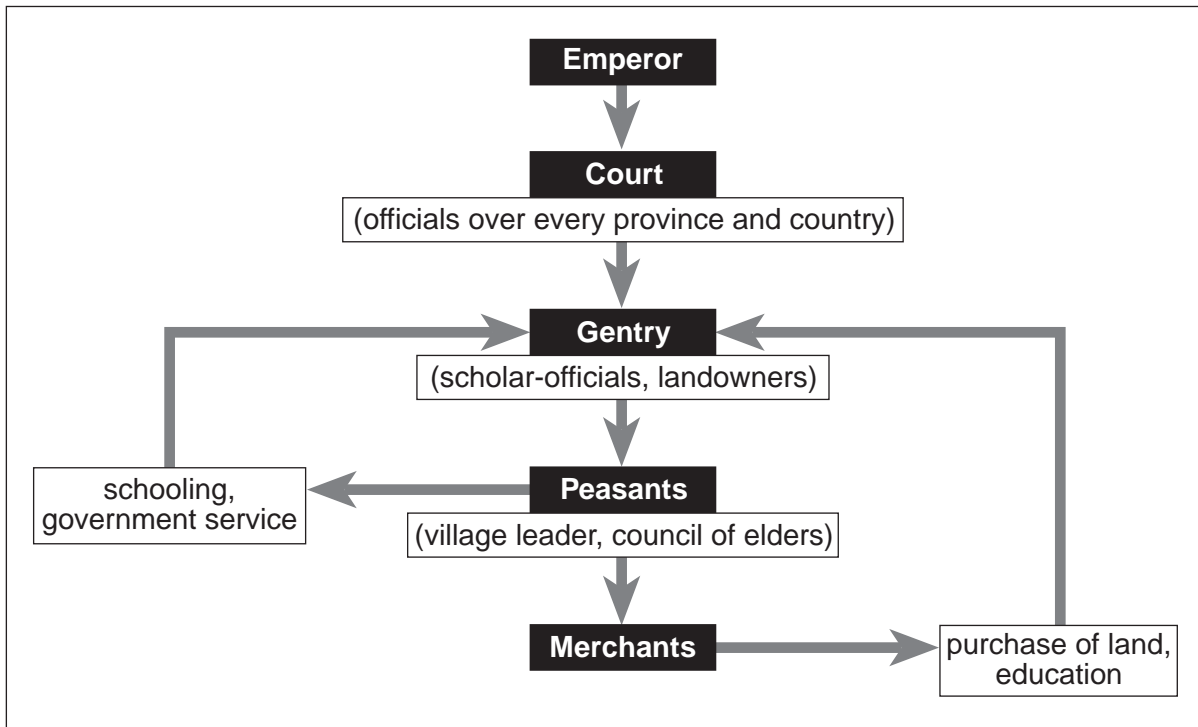 Emperor
Court
(officials over every province and country)
Gentry
(scholar-officials, landowners)
Peasants
(village leader, council of elders)
schooling,
government service
Merchants
purchase of land,
education